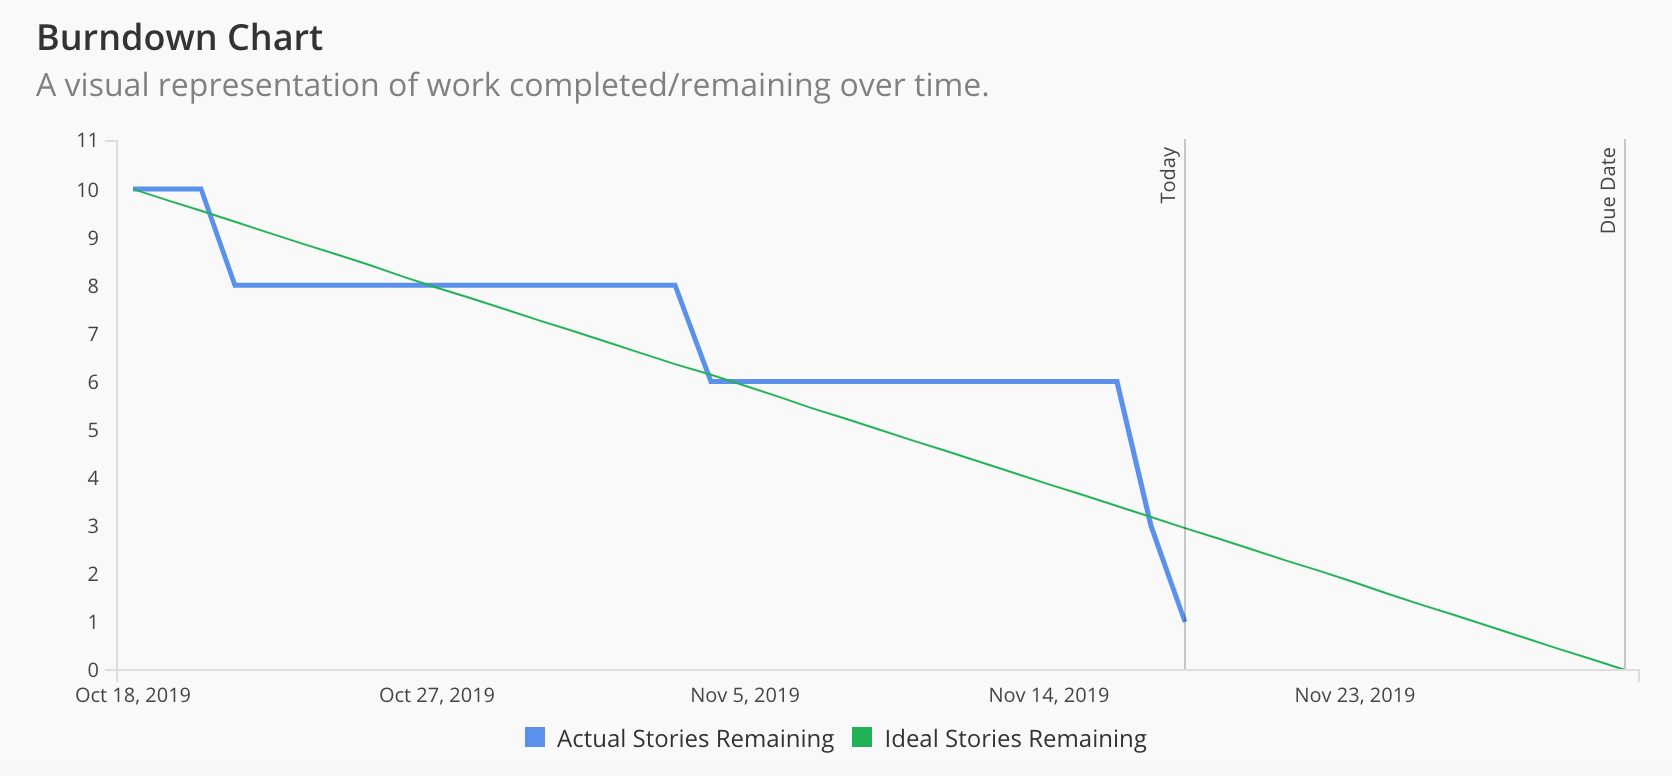 Burndown Chart
A visual representation of work completed/remaining over time.
11
10
9
8
7
6
5
4
3
2
1
0
Today
Due Date
Oct 18, 2019
Oct 27, 2019
Nov 5, 2019
Nov 14, 2019
Nov 23, 2019
Actual Stories Remaining
Ideal Stories Remaining